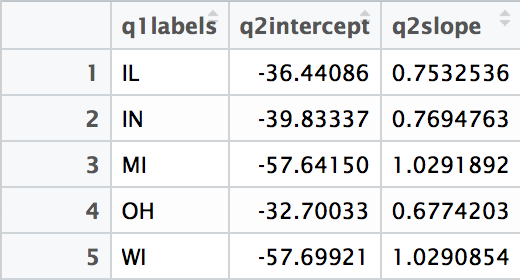 q1labels q2intercept q2slope
1 IL -36.44086 0.7532536
2 IN -39.83337 0.7694763
3 MI -57.64150 1.0291892
4 OH -32.70033 0.6774203
5 WI -57.69921 1.0290854